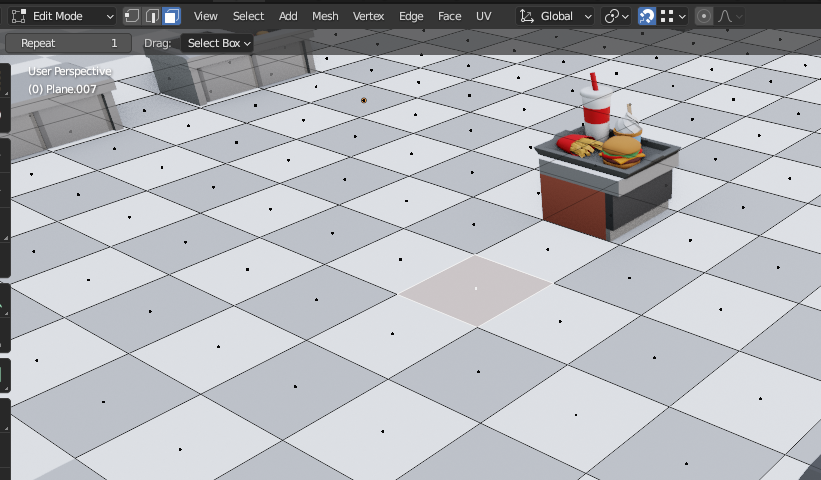 Edit Mode View Select Add Mesh Vertex Edge Face UV Global
Repeat 1 Drag: Select Box
User Perspective
(0) Plane.007